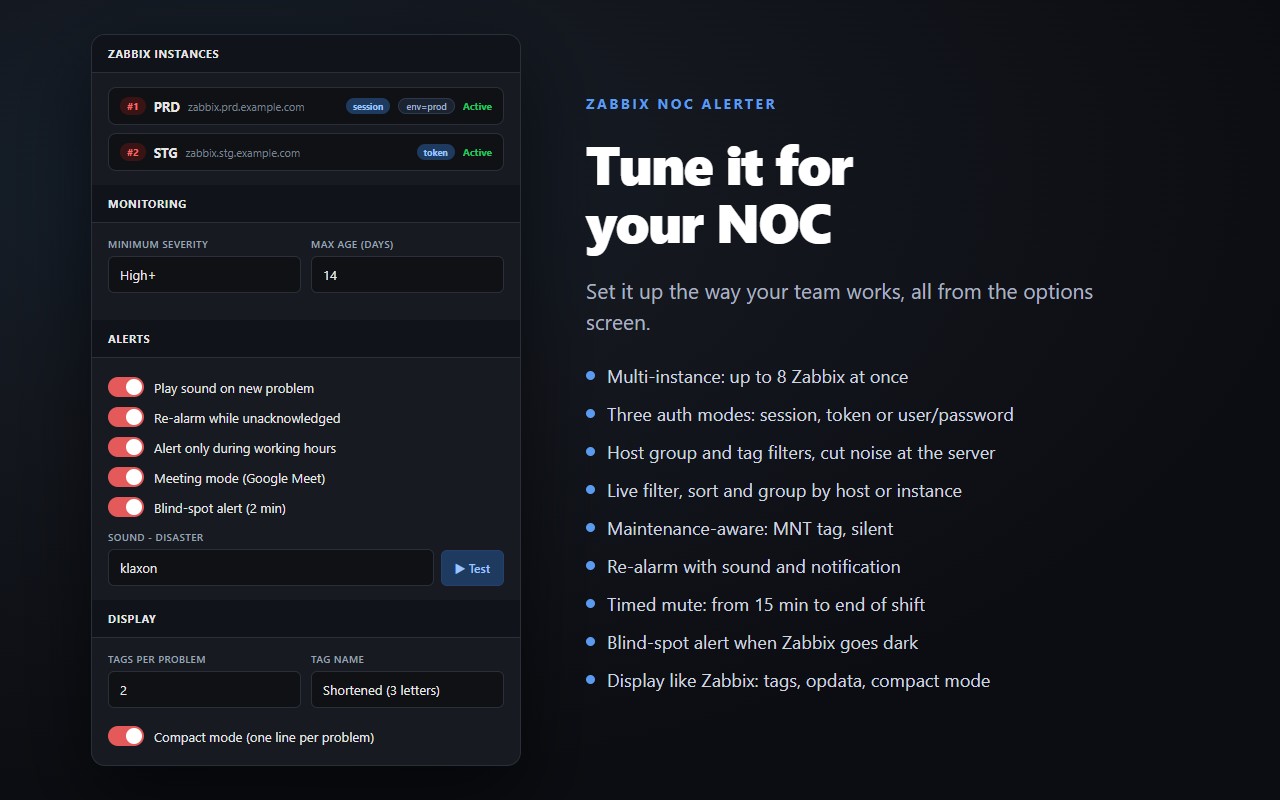 ZABBIX INSTANCES
#1 PRD zabbix.prd.example.com session env=prod Active
#2 STG zabbix.stg.example.com token Active
MONITORING
MINIMUM SEVERITY MAX AGE (DAYS)
High+ 14
ALERTS
Play sound on new problem
Re-alarm while unacknowledged
Alert only during working hours
Meeting mode (Google Meet)
Blind-spot alert (2 min)
SOUND - DISASTER
klaxon ▶ Test
DISPLAY
TAGS PER PROBLEM TAG NAME
2 Shortened (3 letters)
Compact mode (one line per problem)
ZABBIX NOC ALERTER
Tune it for
your NOC
Set it up the way your team works, all from the options
screen.
Multi-instance: up to 8 Zabbix at once
Three auth modes: session, token or user/password
Host group and tag filters, cut noise at the server
Live filter, sort and group by host or instance
Maintenance-aware: MNT tag, silent
Re-alarm with sound and notification
Timed mute: from 15 min to end of shift
Blind-spot alert when Zabbix goes dark
Display like Zabbix: tags, opdata, compact mode